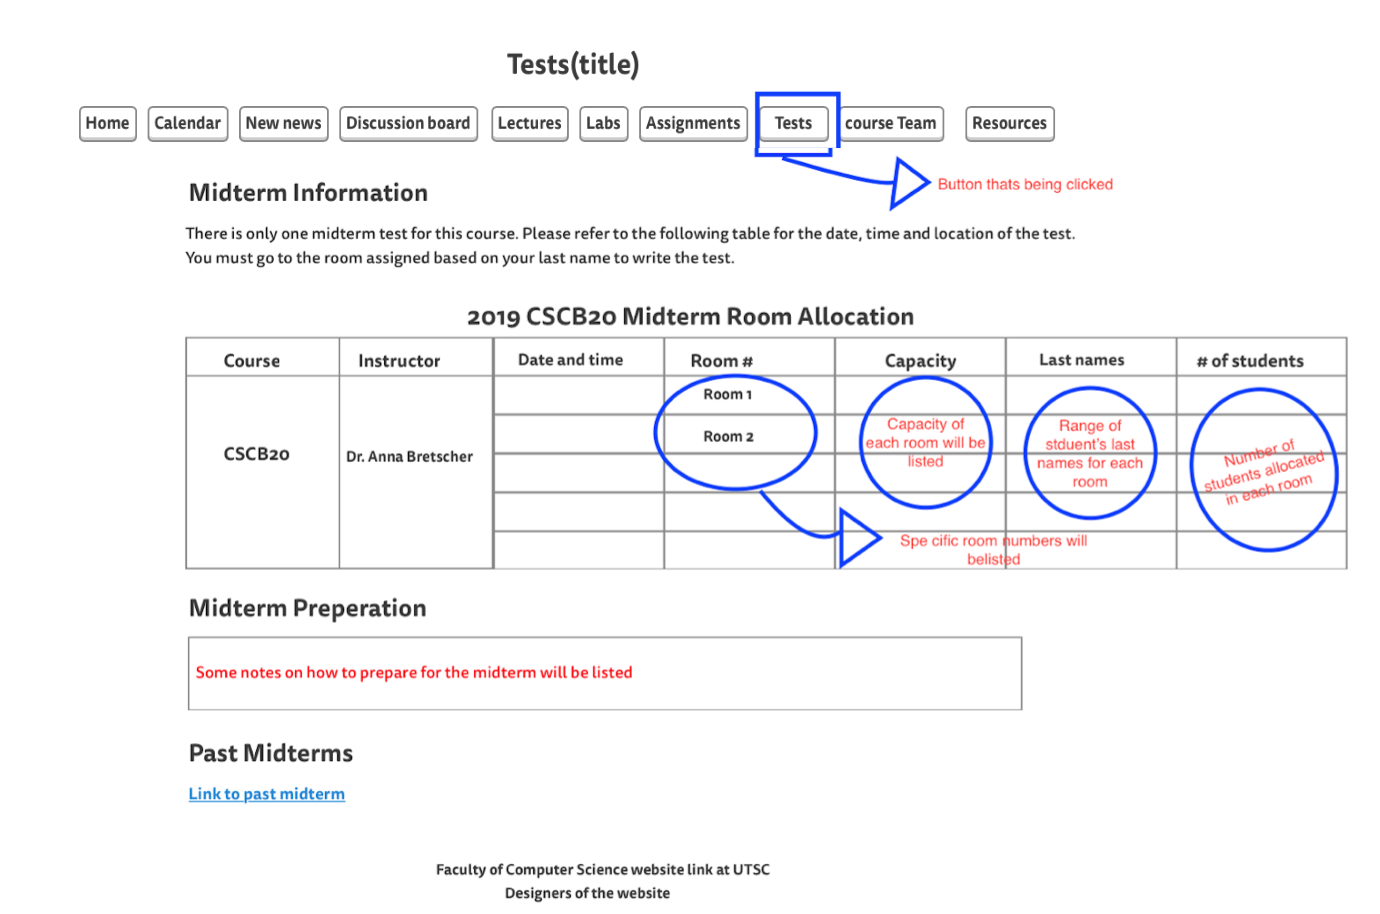 Tests(title)
Home Calendar New news Discussion board Lectures Labs Assignments Tests course Team Resources
Button thats being clicked
Midterm Information
There is only one midterm test for this course. Please refer to the following table for the date, time and location of the test.
You must go to the room assigned based on your last name to write the test.
2019 CSCB20 Midterm Room Allocation
Course Instructor Date and time Room # Capacity Last names # of students
CSCB20
Dr. Anna Bretscher
Room 1
Room 2
Capacity of
each room will be
listed
Range of
stduent's last
names for each
room
Number of
students allocated
in each room
Spe cific room numbers will
belisted
Midterm Preperation
Some notes on how to prepare for the midterm will be listed
Past Midterms
Link to past midterm
Faculty of Computer Science website link at UTSC
Designers of the website